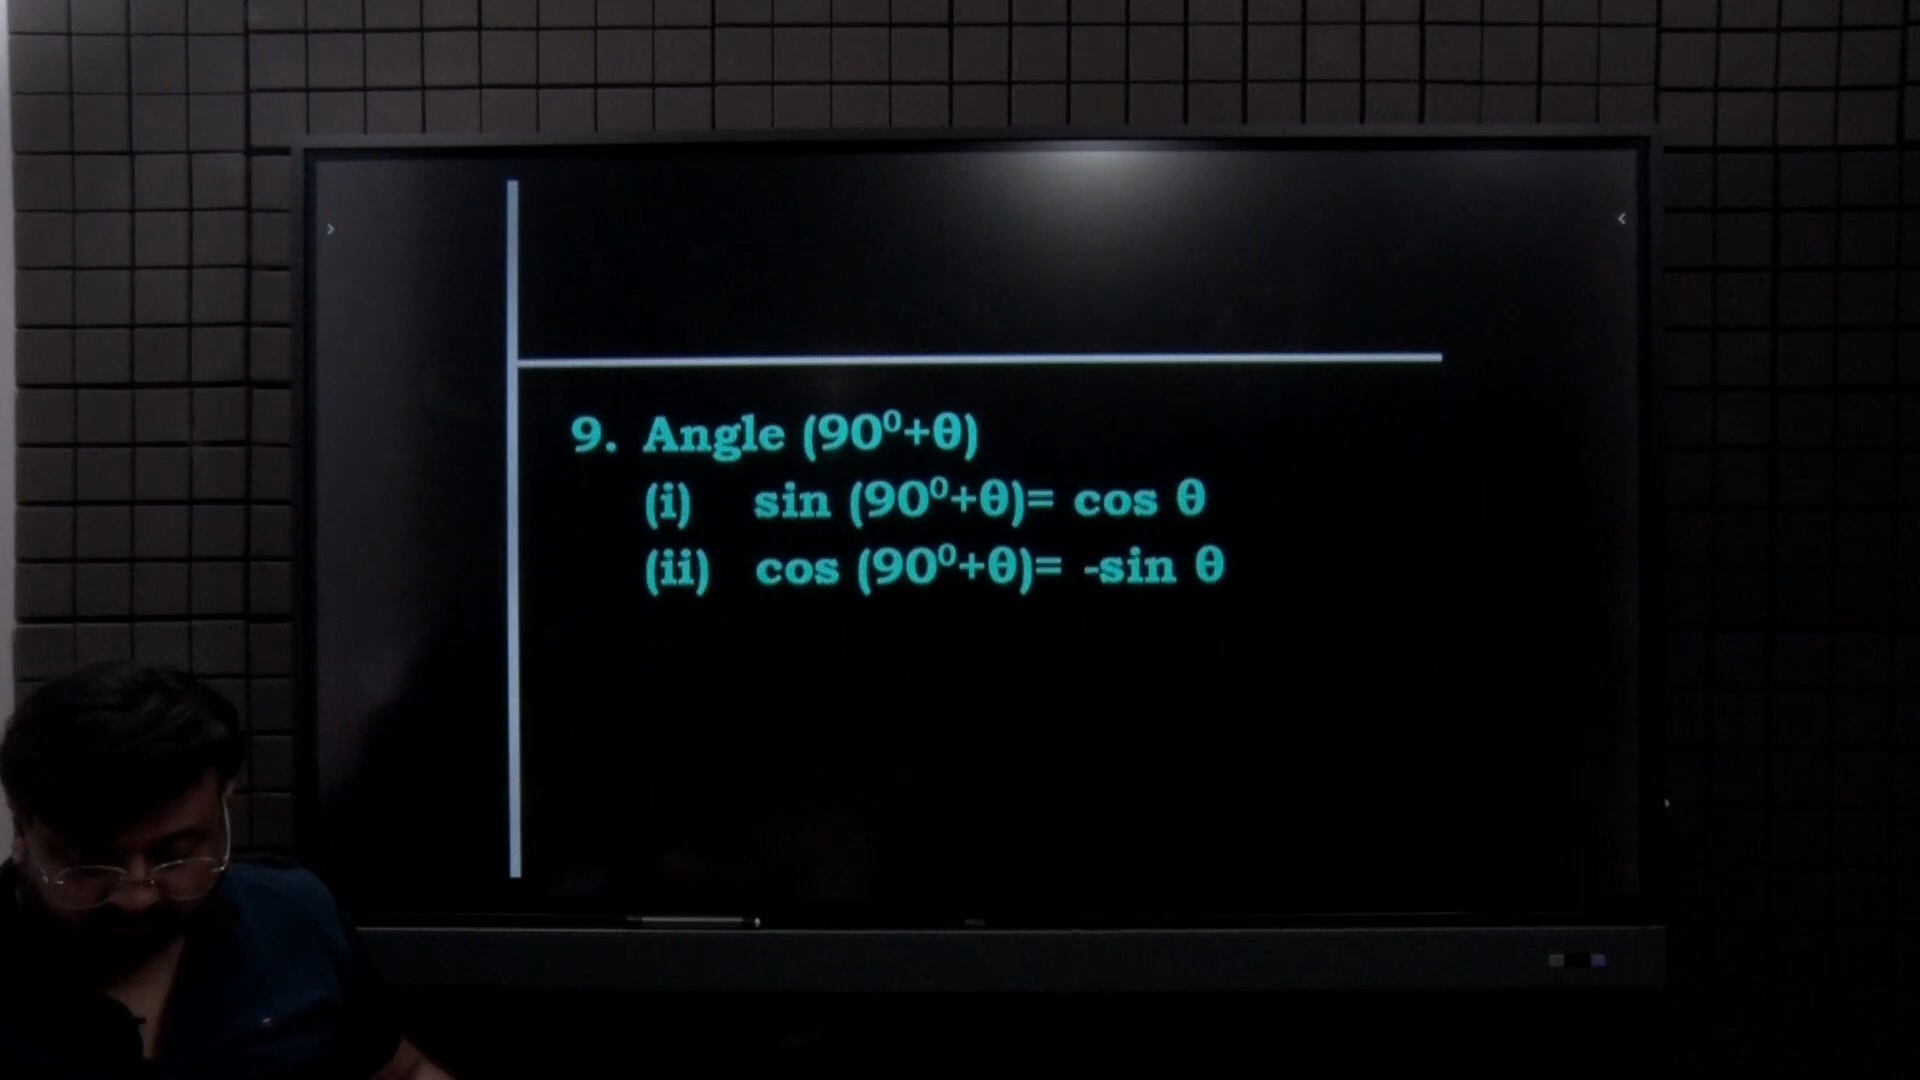 9. Angle (90⁰+θ)
(i) sin (90⁰+θ)= cos θ
(ii) cos (90⁰+θ)= -sin θ